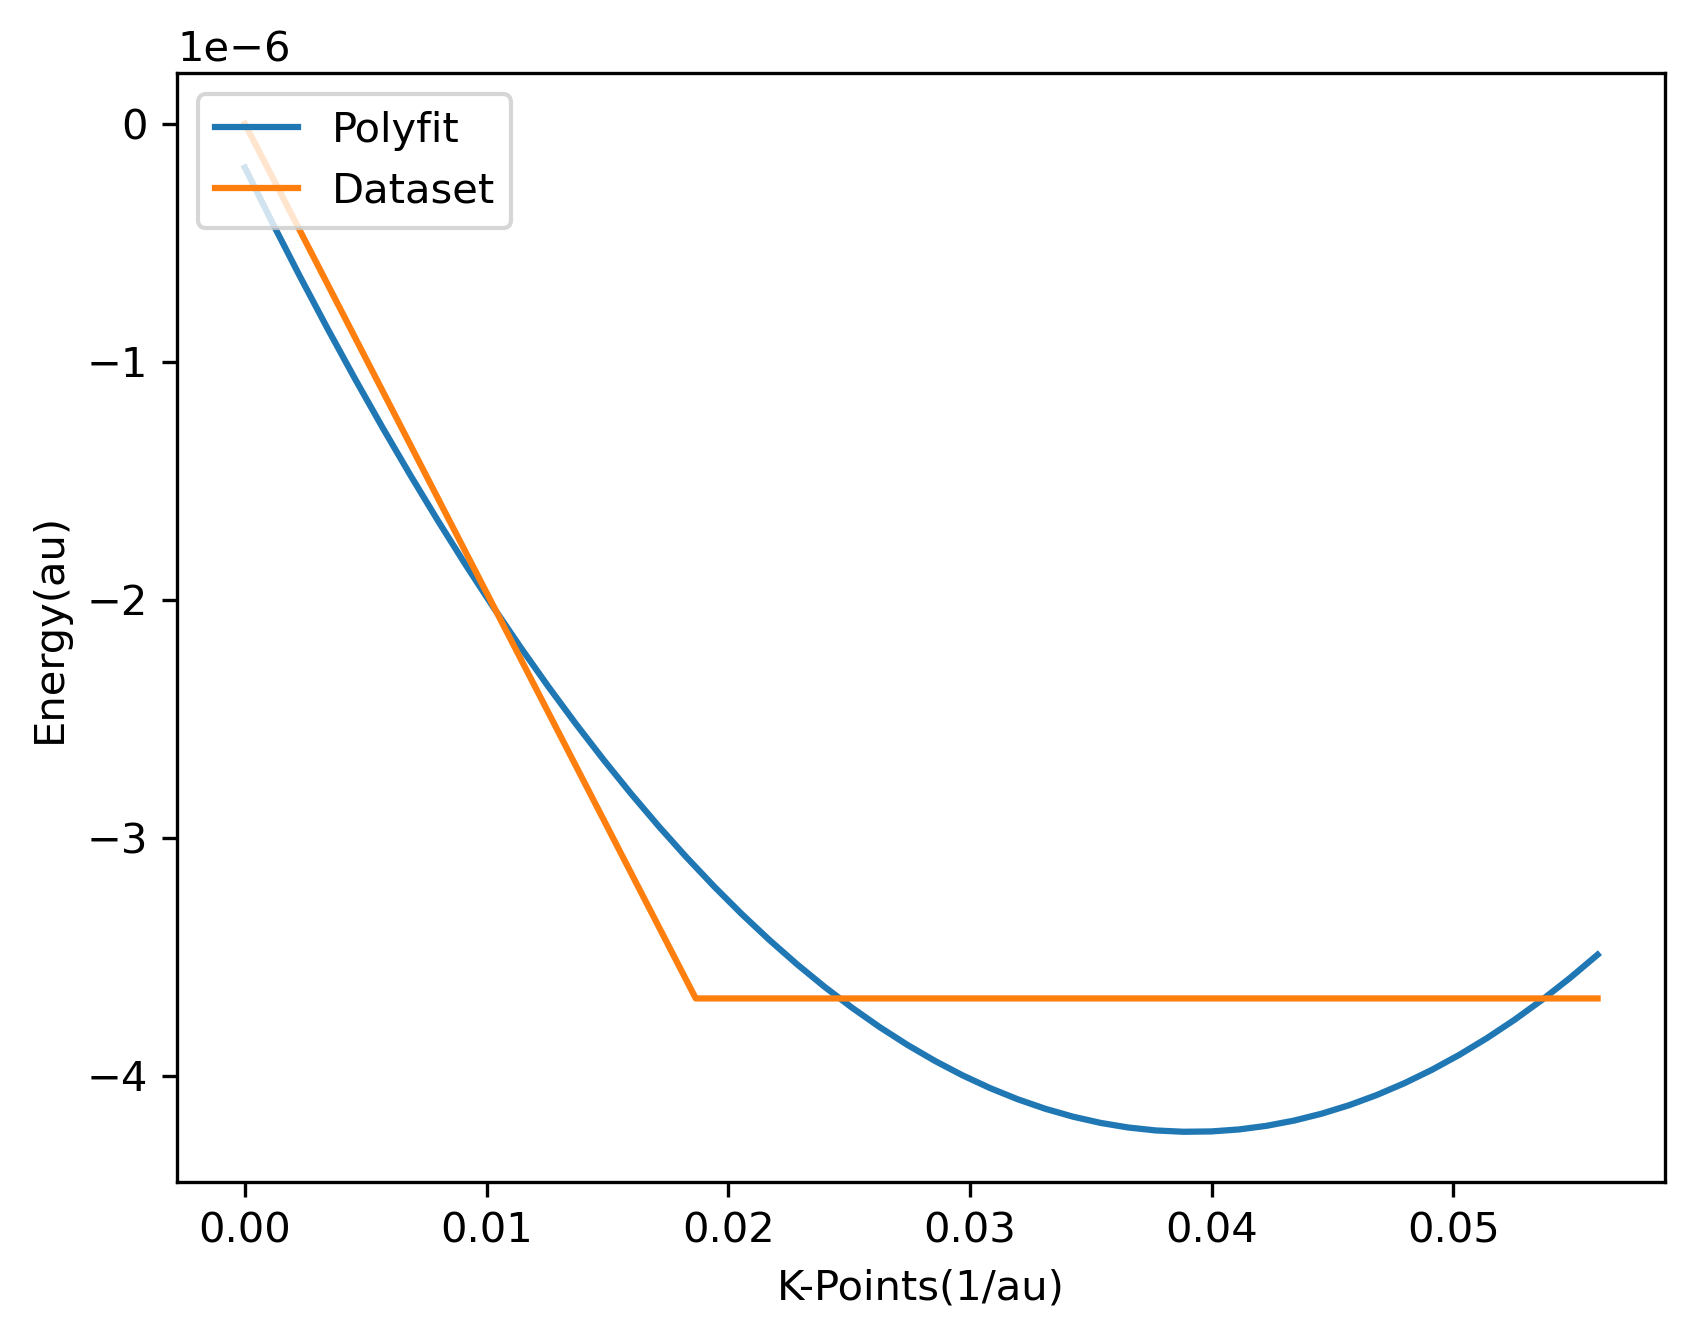 1e−6
Polyfit
Dataset
0
−1
−2
−3
−4
Energy(au)
0.00 0.01 0.02 0.03 0.04 0.05
K-Points(1/au)